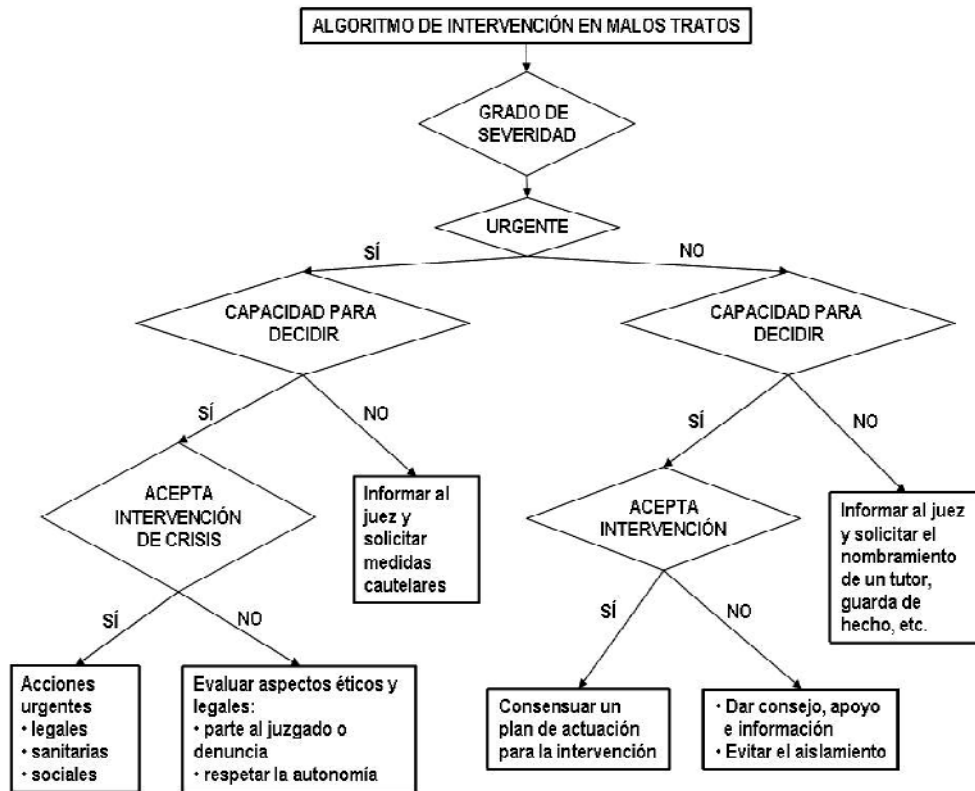 ALGORITMO DE INTERVENCIÓN EN MALOS TRATOS
GRADO DE
SEVERIDAD
URGENTE
SÍ
NO
CAPACIDAD PARA
DECIDIR
CAPACIDAD PARA
DECIDIR
SÍ
NO
SÍ
NO
ACEPTA
INTERVENCIÓN
DE CRISIS
Informar al
juez y
solicitar
medidas
cautelares
ACEPTA
INTERVENCIÓN
Informar al juez
y solicitar el
nombramiento
de un tutor,
guarda de
hecho, etc.
SÍ
NO
SÍ
NO
Acciones
urgentes
• legales
• sanitarias
• sociales
Evaluar aspectos éticos y
legales:
• parte al juzgado o
denuncia
• respetar la autonomía
Consensuar un
plan de actuación
para la intervención
• Dar consejo, apoyo
e información
• Evitar el aislamiento